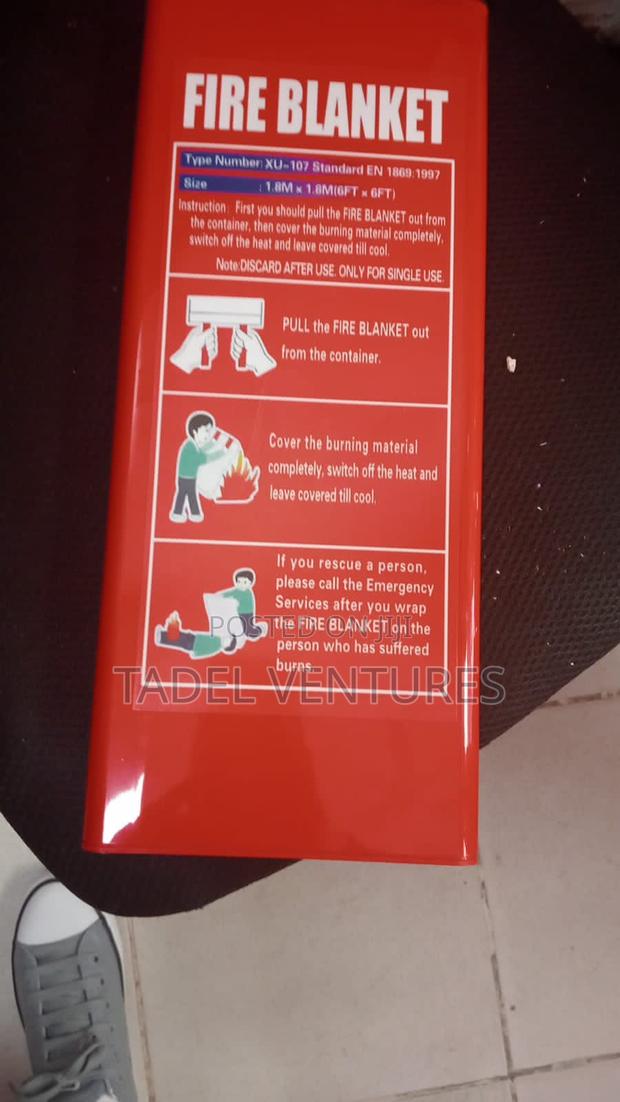 FIRE BLANKET
Type Number: XU-107 Standard EN 1869:1997
Size : 1.8M × 1.8M(6FT × 6FT)
Instruction: First you should pull the FIRE BLANKET out from
the container, then cover the burning material completely,
switch off the heat and leave covered till cool.
Note:DISCARD AFTER USE. ONLY FOR SINGLE USE.
PULL the FIRE BLANKET out
from the container.
Cover the burning material
completely, switch off the heat and
leave covered till cool.
If you rescue a person,
please call the Emergency
Services after you wrap
the FIRE BLANKET on the
person who has suffered
burns.
POSTED ON JIJI
TADEL VENTURES